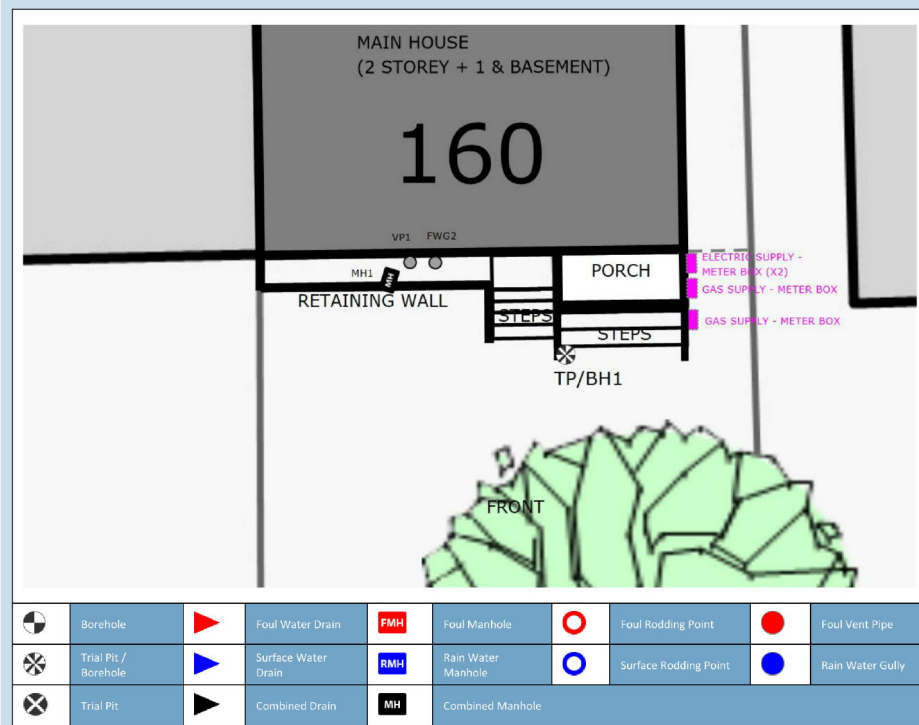 MAIN HOUSE
(2 STOREY + 1 & BASEMENT)
160
VP1 FWG2
MH1
MH
RETAINING WALL
STEPS
PORCH
STEPS
TP/BH1
ELECTRIC SUPPLY -
METER BOX (X2)
GAS SUPPLY - METER BOX
GAS SUPPLY - METER BOX
FRONT
Borehole
Foul Water Drain
FMH
Foul Manhole
Foul Rodding Point
Foul Vent Pipe
Trial Pit /
Borehole
Surface Water
Drain
RMH
Rain Water
Manhole
Surface Rodding Point
Rain Water Gully
Trial Pit
Combined Drain
MH
Combined Manhole